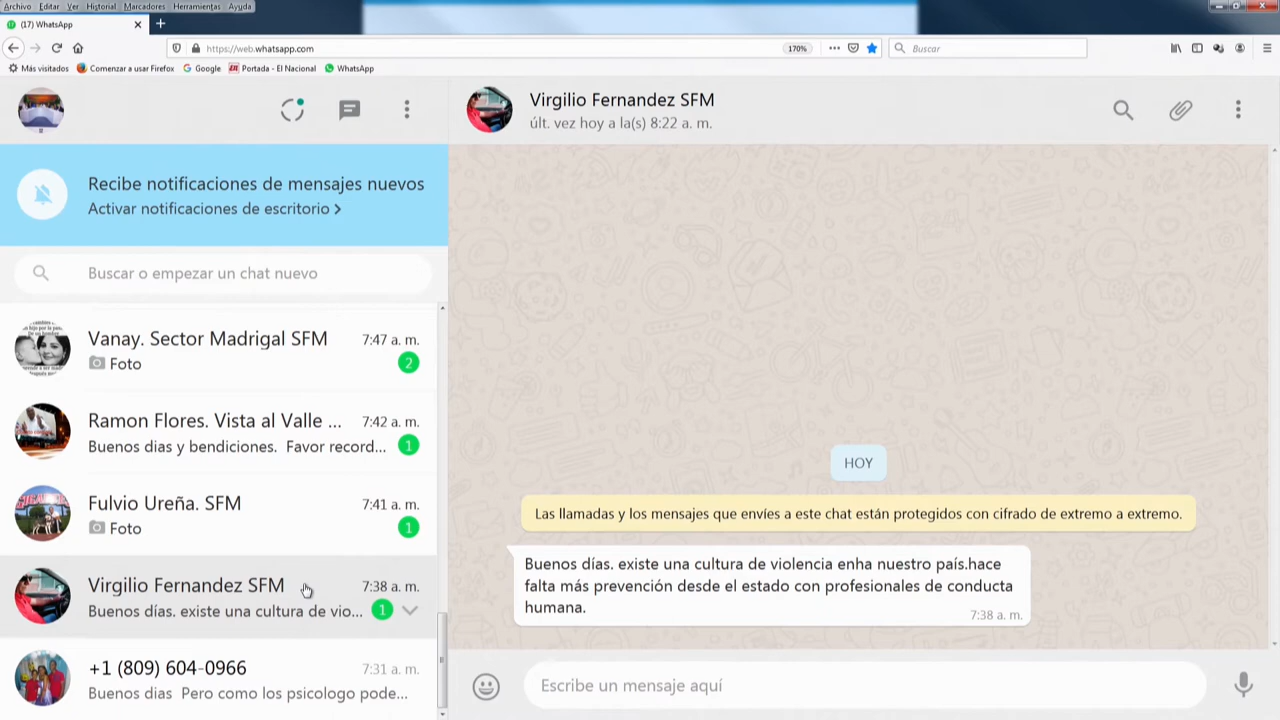 Archivo Editar Ver Historial Marcadores Herramientas Ayuda
(17) WhatsApp
https://web.whatsapp.com
170%
Buscar
Más visitados
Comenzar a usar Firefox
Google
Portada - El Nacional
WhatsApp
Virgilio Fernandez SFM
últ. vez hoy a la(s) 8:22 a. m.
Recibe notificaciones de mensajes nuevos
Activar notificaciones de escritorio >
Buscar o empezar un chat nuevo
Vanay. Sector Madrigal SFM 7:47 a. m.
Foto 2
Ramon Flores. Vista al Valle ... 7:42 a. m.
Buenos dias y bendiciones. Favor record... 1
Fulvio Ureña. SFM 7:41 a. m.
Foto 1
Virgilio Fernandez SFM 7:38 a. m.
Buenos días. existe una cultura de vio... 1
+1 (809) 604-0966 7:31 a. m.
Buenos dias Pero como los psicologo pode...
HOY
Las llamadas y los mensajes que envíes a este chat están protegidos con cifrado de extremo a extremo.
Buenos días. existe una cultura de violencia enha nuestro país.hace
falta más prevención desde el estado con profesionales de conducta
humana.
7:38 a. m.
Escribe un mensaje aquí